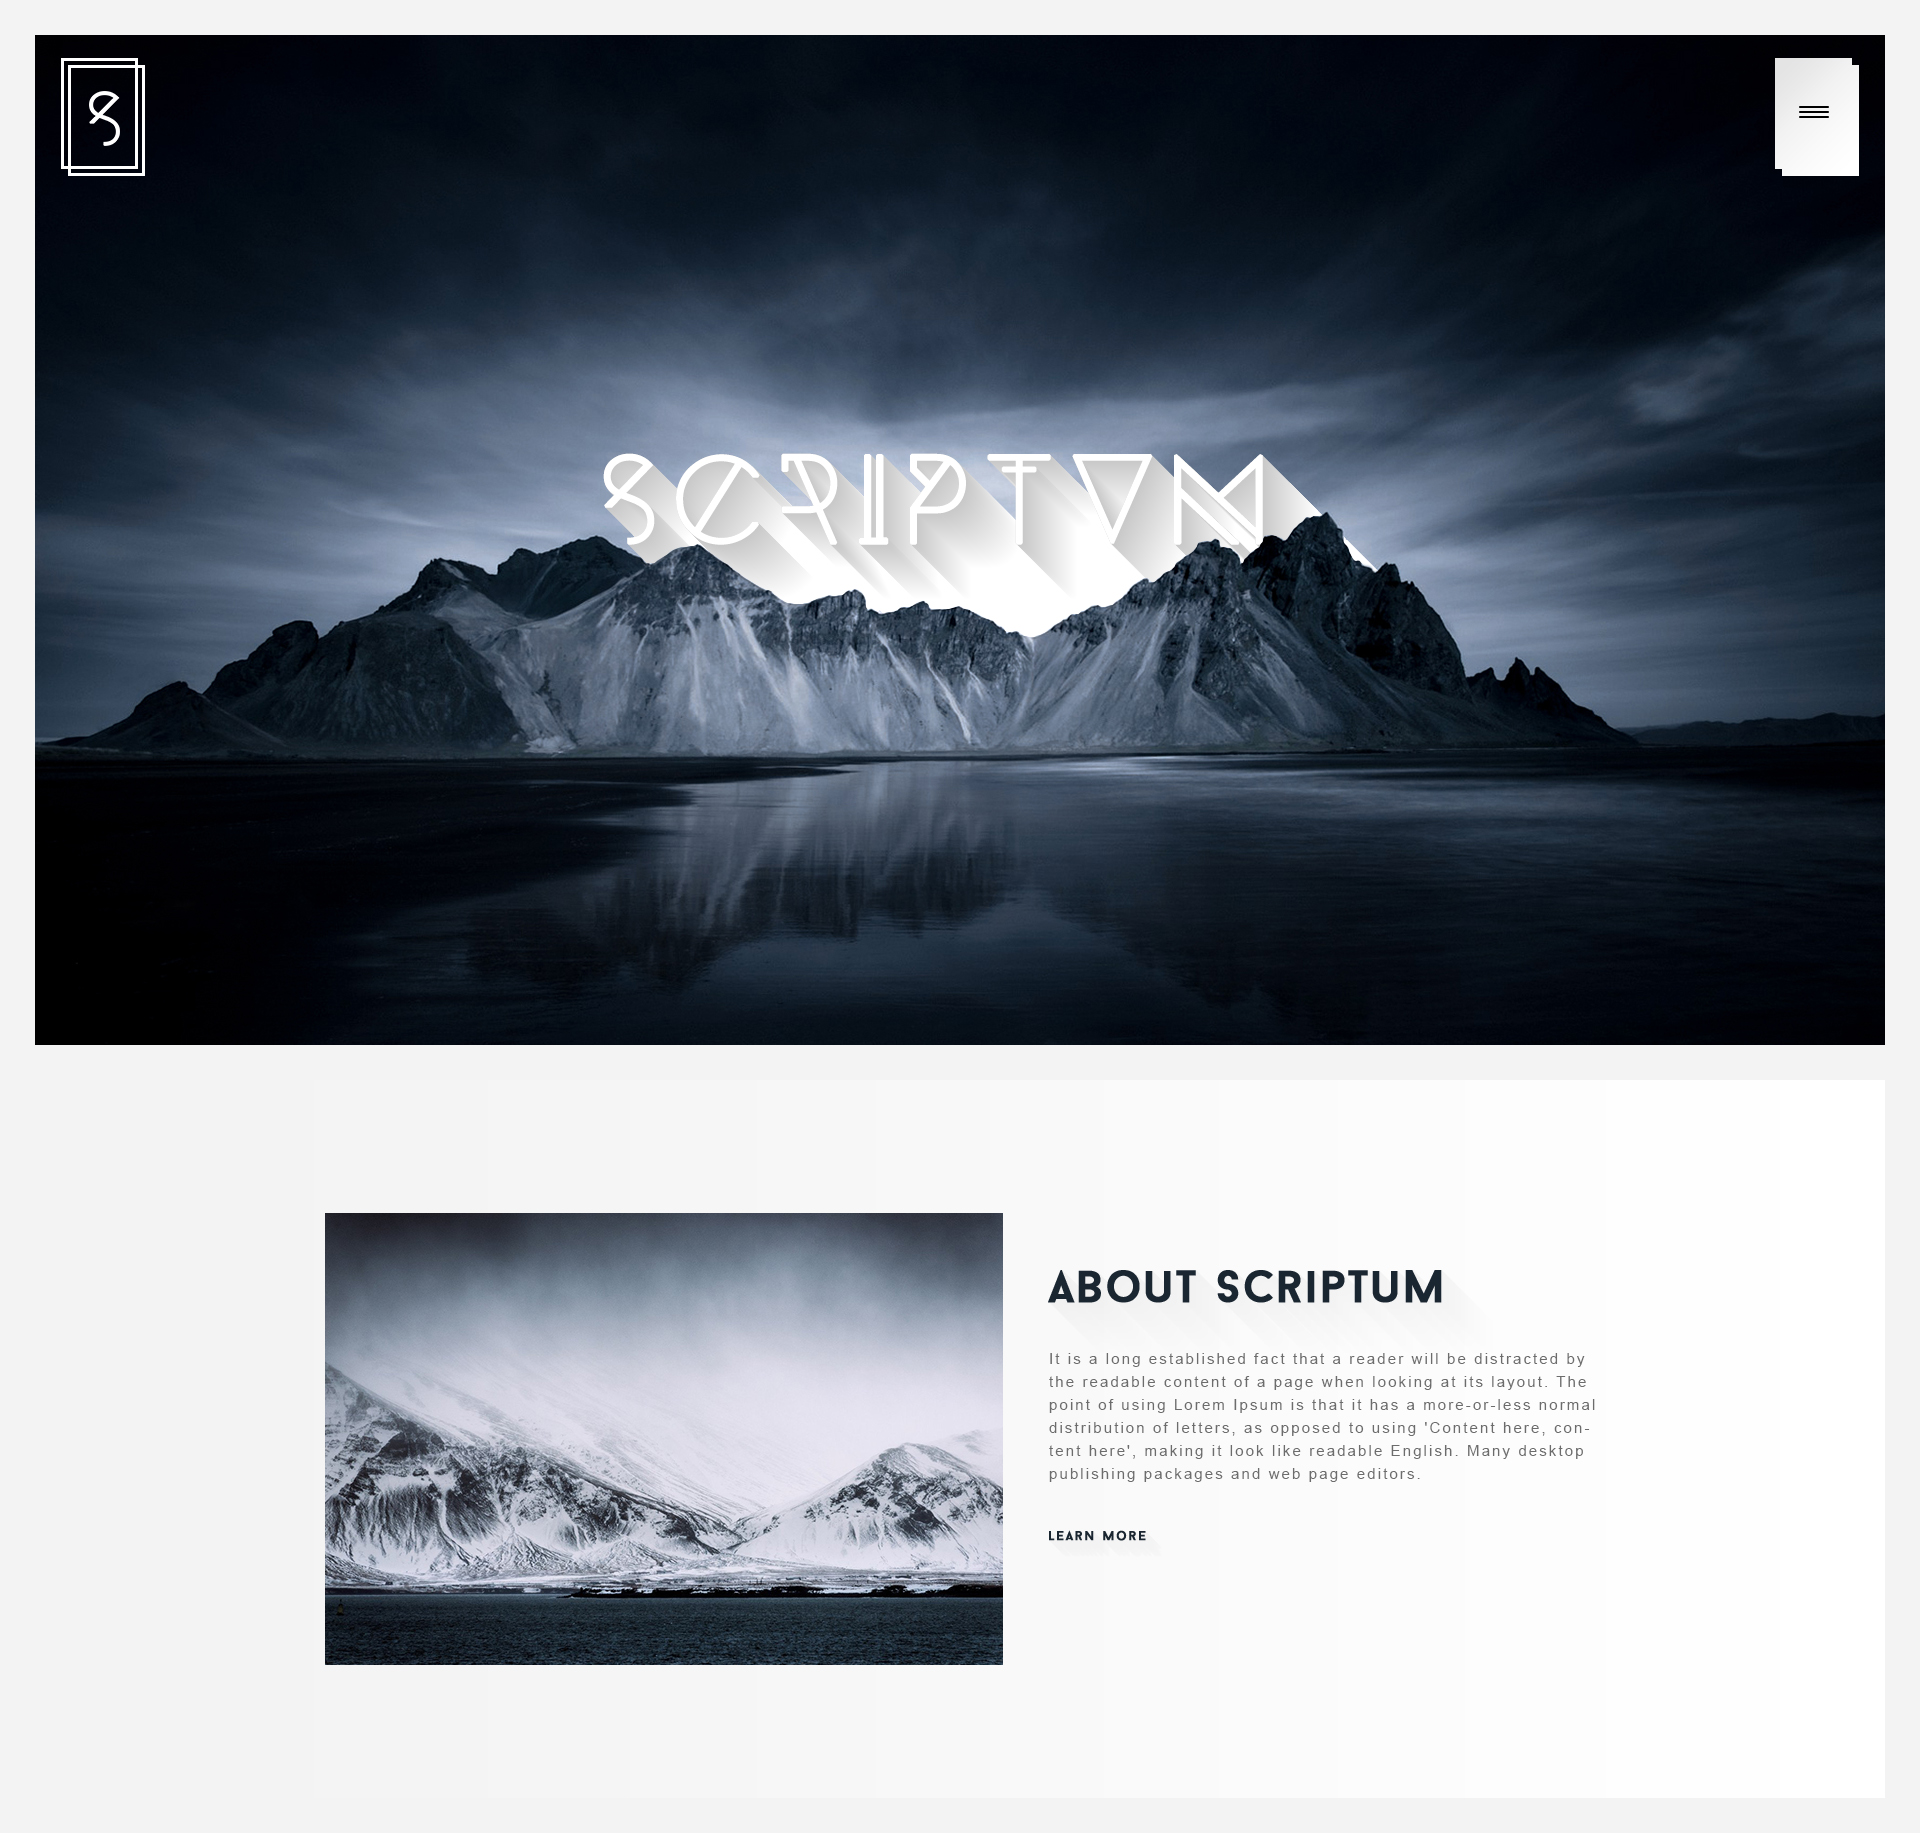 S
SCRIPTUM
ABOUT SCRIPTUM
It is a long established fact that a reader will be distracted by
the readable content of a page when looking at its layout. The
point of using Lorem Ipsum is that it has a more-or-less normal
distribution of letters, as opposed to using 'Content here, con-
tent here', making it look like readable English. Many desktop
publishing packages and web page editors.
LEARN MORE